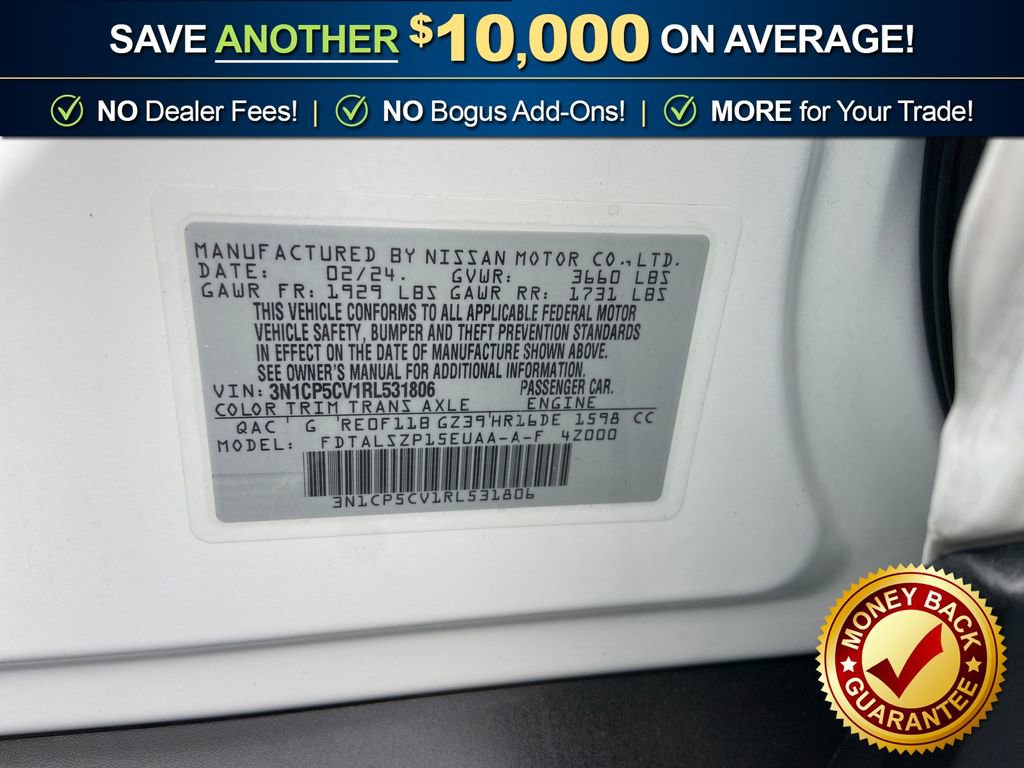 SAVE ANOTHER $10,000 ON AVERAGE!
NO Dealer Fees! | NO Bogus Add-Ons! | MORE for Your Trade!
MANUFACTURED BY NISSAN MOTOR CO.,LTD.
DATE: 02/24. GVWR: 3660 LBS
GAWR FR: 1929 LBS GAWR RR: 1731 LBS
THIS VEHICLE CONFORMS TO ALL APPLICABLE FEDERAL MOTOR
VEHICLE SAFETY, BUMPER AND THEFT PREVENTION STANDARDS
IN EFFECT ON THE DATE OF MANUFACTURE SHOWN ABOVE.
SEE OWNER'S MANUAL FOR ADDITIONAL INFORMATION.
VIN: 3N1CP5CV1RL531806 PASSENGER CAR.
COLOR TRIM TRANS AXLE ENGINE
QAC ' G 'RE0F11B GZ39'HR16DE 1598 CC
MODEL: FDTALSZP15EUAA-A-F 4Z000
3N1CP5CV1RL531806
MONEY BACK
GUARANTEE